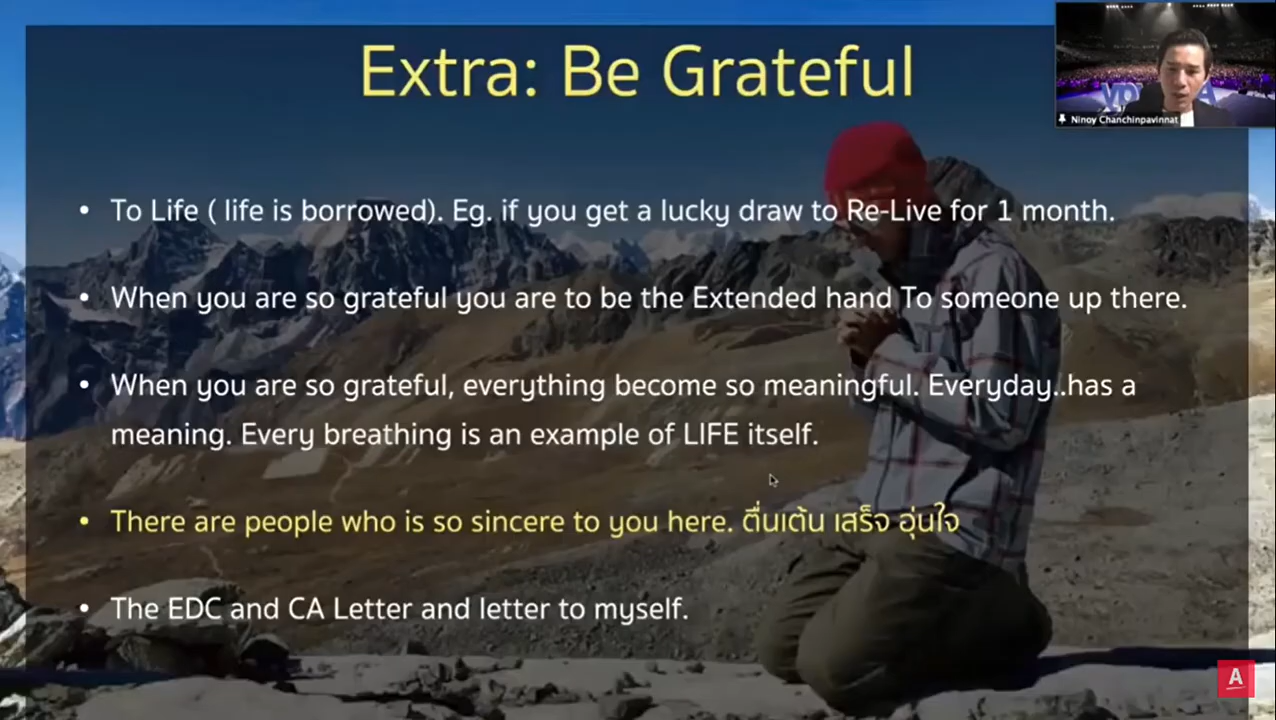 Extra: Be Grateful
Ninoy Chanchinpavinnat
• To Life ( life is borrowed). Eg. if you get a lucky draw to Re-Live for 1 month.
• When you are so grateful you are to be the Extended hand To someone up there.
• When you are so grateful, everything become so meaningful. Everyday..has a
meaning. Every breathing is an example of LIFE itself.
• There are people who is so sincere to you here. ตื่นเต้น เสร็จ อุ่นใจ
• The EDC and CA Letter and letter to myself.
A